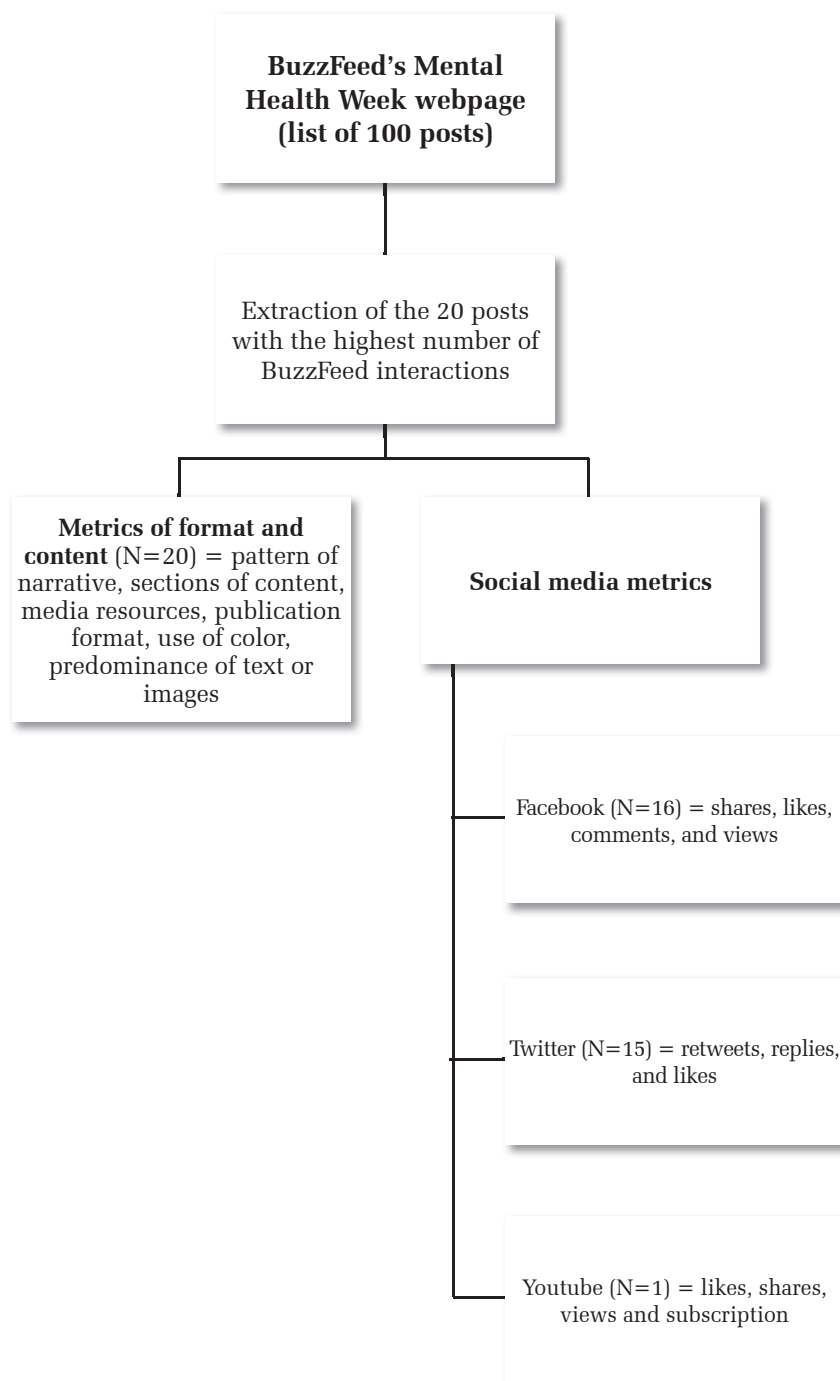 BuzzFeed’s Mental
Health Week webpage
(list of 100 posts)
Extraction of the 20 posts
with the highest number of
BuzzFeed interactions
Metrics of format and
content (N=20) = pattern of
narrative, sections of content,
media resources, publication
format, use of color,
predominance of text or
images
Social media metrics
Facebook (N=16) = shares, likes,
comments, and views
Twitter (N=15) = retweets, replies,
and likes
Youtube (N=1) = likes, shares,
views and subscription